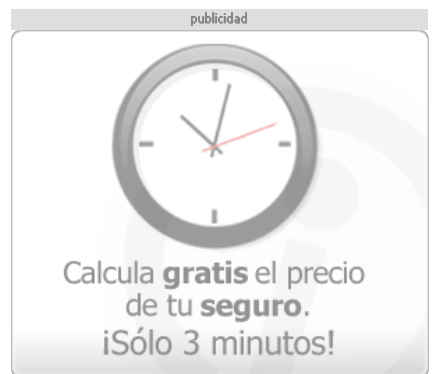 publicidad
Calcula gratis el precio
de tu seguro.
¡Sólo 3 minutos!